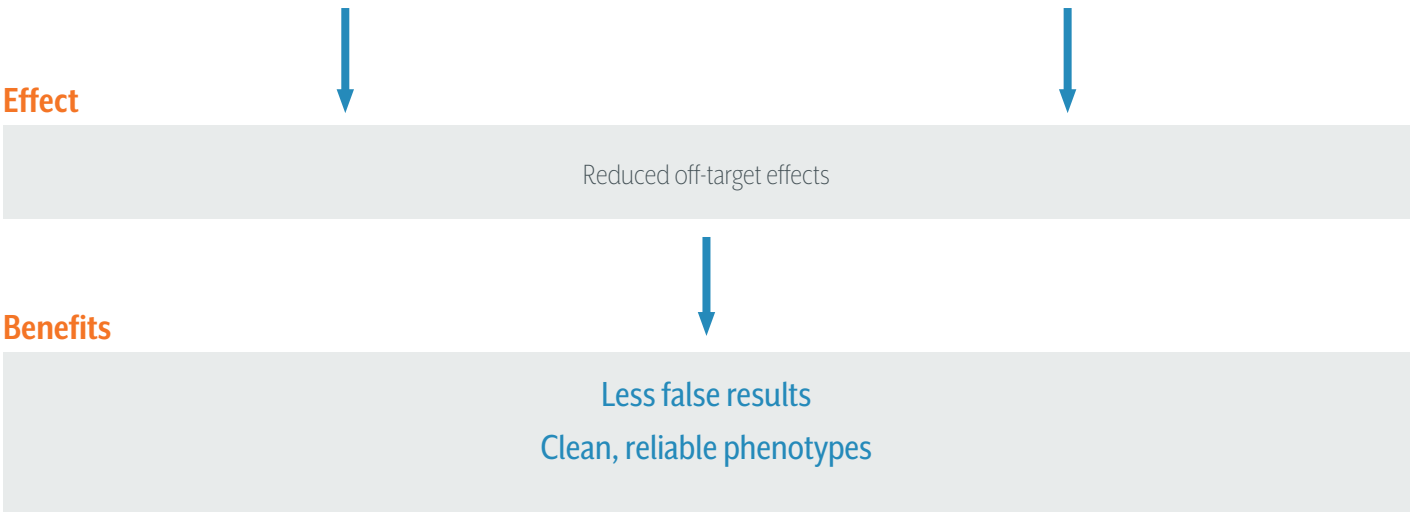 Effect
Reduced off-target effects
Benefits
Less false results
Clean, reliable phenotypes